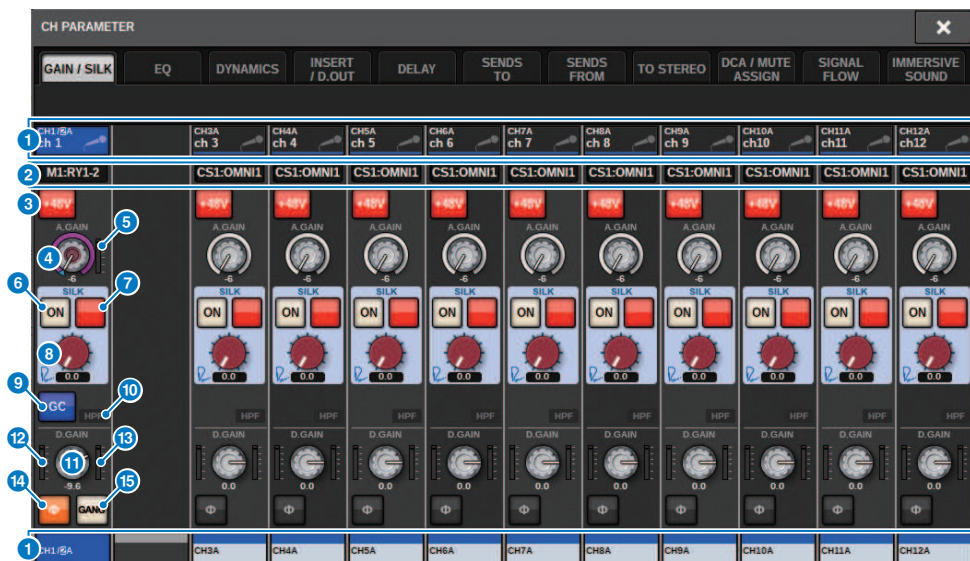 CH PARAMETER ×
GAIN / SILK EQ DYNAMICS INSERT / D.OUT DELAY SENDS TO SENDS FROM TO STEREO DCA / MUTE ASSIGN SIGNAL FLOW IMMERSIVE SOUND
1 CH1/2A CH3A CH4A CH5A CH6A CH7A CH8A CH9A CH10A CH11A CH12A
ch 1 ch 3 ch 4 ch 5 ch 6 ch 7 ch 8 ch 9 ch10 ch11 ch12
2 M1:RY1-2 CS1:OMNI1 CS1:OMNI1 CS1:OMNI1 CS1:OMNI1 CS1:OMNI1 CS1:OMNI1 CS1:OMNI1 CS1:OMNI1 CS1:OMNI1 CS1:OMNI1
3 +48V +48V +48V +48V +48V +48V +48V +48V +48V +48V +48V
A.GAIN 5 A.GAIN A.GAIN A.GAIN A.GAIN A.GAIN A.GAIN A.GAIN A.GAIN A.GAIN A.GAIN
4
-6 -6 -6 -6 -6 -6 -6 -6 -6 -6 -6
6 SILK 7 SILK SILK SILK SILK SILK SILK SILK SILK SILK SILK
ON ON ON ON ON ON ON ON ON ON ON
8
0.0 0.0 0.0 0.0 0.0 0.0 0.0 0.0 0.0 0.0 0.0
9 GC 10 HPF HPF HPF HPF HPF HPF HPF HPF HPF HPF HPF
D.GAIN D.GAIN D.GAIN D.GAIN D.GAIN D.GAIN D.GAIN D.GAIN D.GAIN D.GAIN D.GAIN
12 11 13
-9.6 0.0 0.0 0.0 0.0 0.0 0.0 0.0 0.0 0.0 0.0
14 Φ GANG 15 Φ Φ Φ Φ Φ Φ Φ Φ Φ Φ
1 CH1/2A CH3A CH4A CH5A CH6A CH7A CH8A CH9A CH10A CH11A CH12A